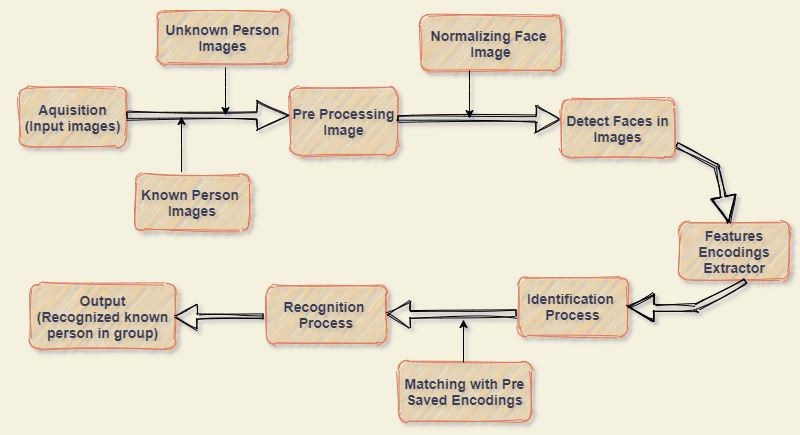 Unknown Person
Images
Normalizing Face
Image
Aquisition
(Input images)
Pre Processing
Image
Detect Faces in
Images
Known Person
Images
Features
Encodings
Extractor
Output
(Recognized known
person in group)
Recognition
Process
Identification
Process
Matching with Pre
Saved Encodings